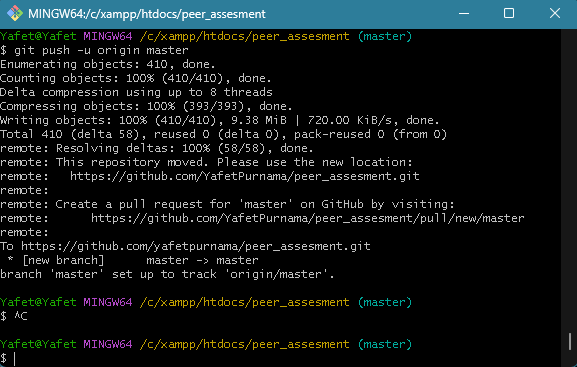 MINGW64:/c/xampp/htdocs/peer_assesment
Yafet@Yafet MINGW64 /c/xampp/htdocs/peer_assesment (master)
$ git push -u origin master
Enumerating objects: 410, done.
Counting objects: 100% (410/410), done.
Delta compression using up to 8 threads
Compressing objects: 100% (393/393), done.
Writing objects: 100% (410/410), 9.38 MiB | 720.00 KiB/s, done.
Total 410 (delta 58), reused 0 (delta 0), pack-reused 0 (from 0)
remote: Resolving deltas: 100% (58/58), done.
remote: This repository moved. Please use the new location:
remote:   https://github.com/YafetPurnama/peer_assesment.git
remote:
remote: Create a pull request for 'master' on GitHub by visiting:
remote:      https://github.com/YafetPurnama/peer_assesment/pull/new/master
remote:
To https://github.com/yafetpurnama/peer_assesment.git
 * [new branch]      master -> master
branch 'master' set up to track 'origin/master'.
Yafet@Yafet MINGW64 /c/xampp/htdocs/peer_assesment (master)
$ ^C
Yafet@Yafet MINGW64 /c/xampp/htdocs/peer_assesment (master)
$